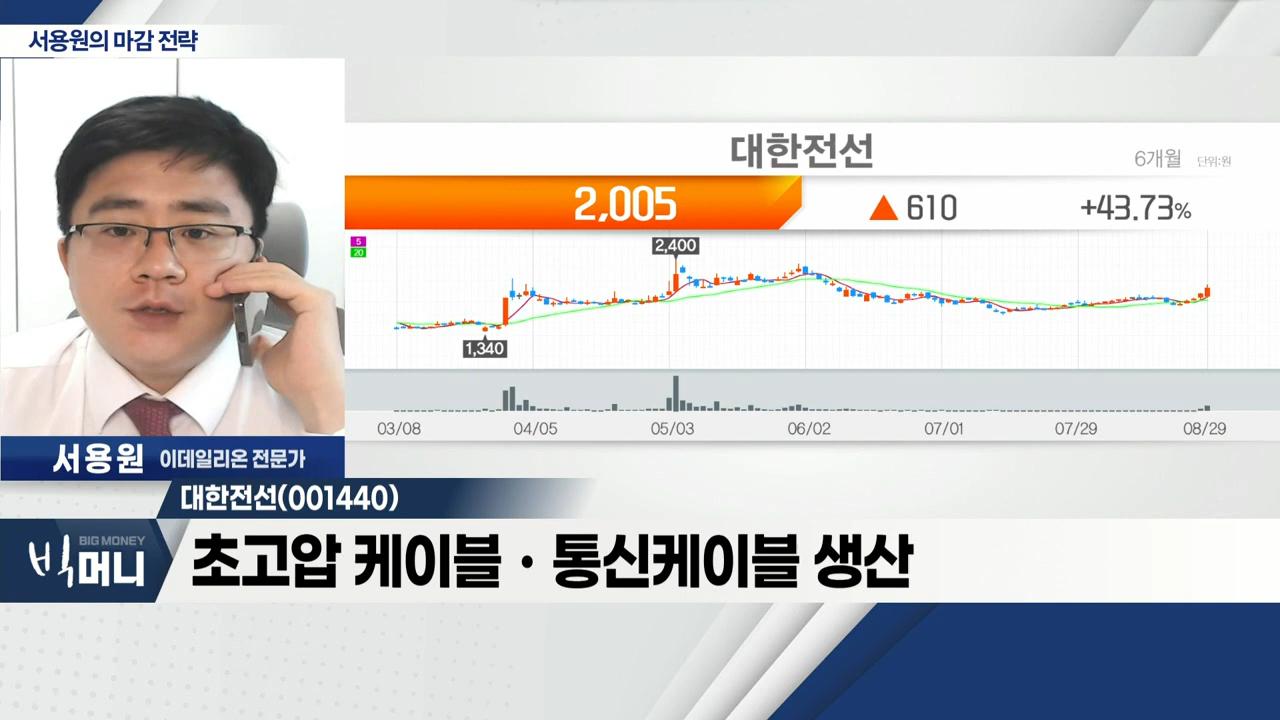 서용원의 마감 전략
대한전선
6개월 단위:원
2,005 ▲ 610 +43.73%
5
20
2,400
1,340
03/08 04/05 05/03 06/02 07/01 07/29 08/29
서용원 이데일리온 전문가
대한전선(001440)
BIG MONEY
빅머니
초고압 케이블 · 통신케이블 생산